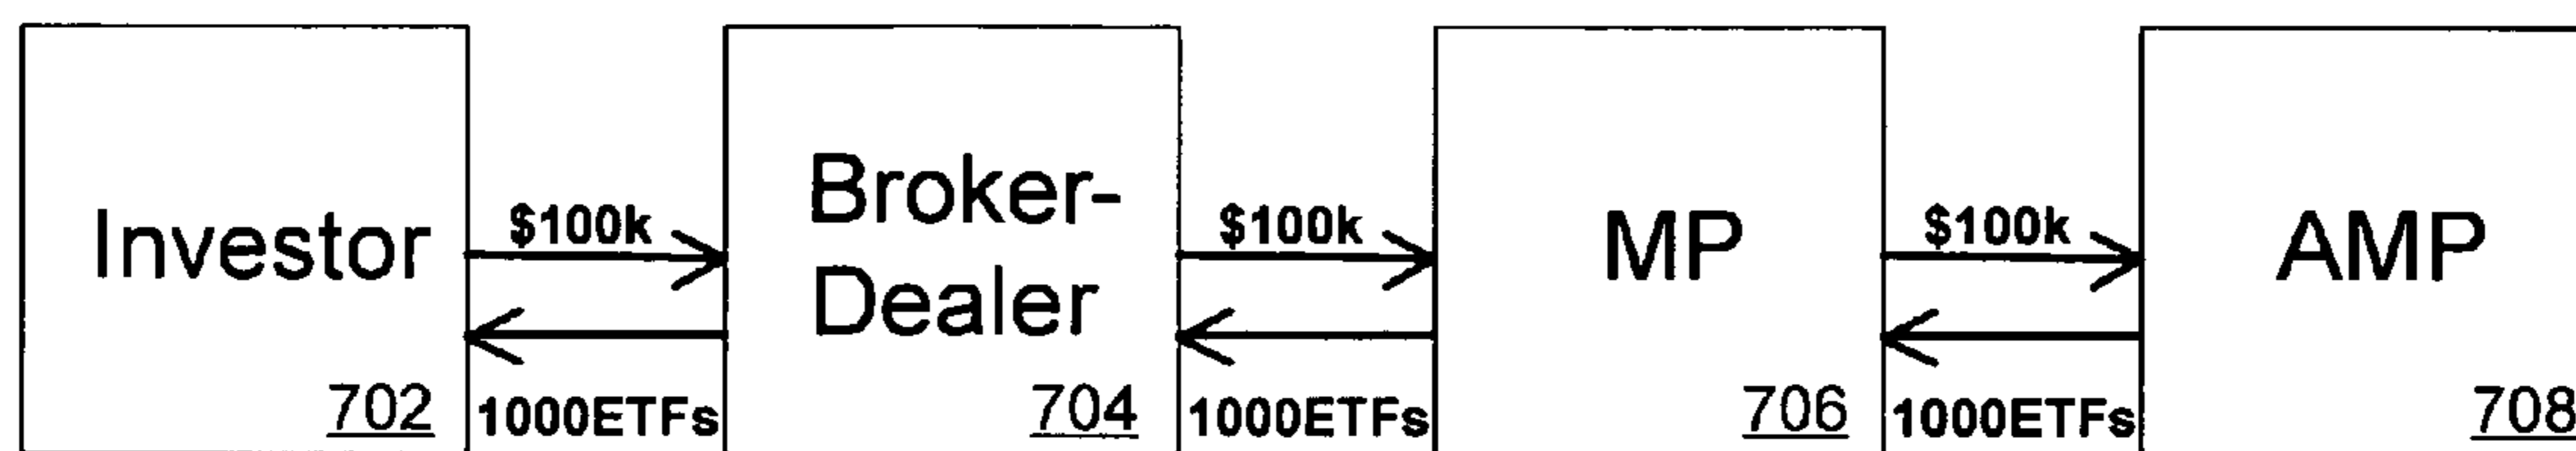 Investor
$100k
1000ETFs
702
Broker-
Dealer
$100k
1000ETFs
704
MP
$100k
1000ETFs
706
AMP
708